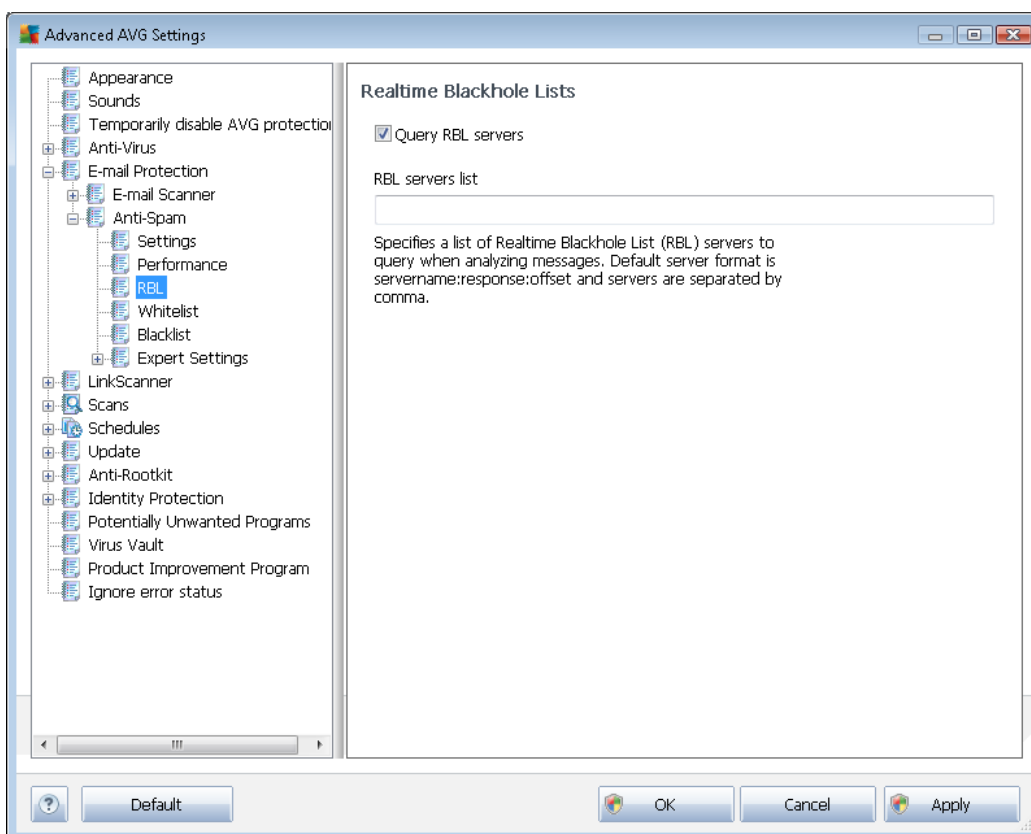 Advanced AVG Settings
Appearance
Sounds
Temporarily disable AVG protection
Anti-Virus
E-mail Protection
E-mail Scanner
Anti-Spam
Settings
Performance
RBL
Whitelist
Blacklist
Expert Settings
LinkScanner
Scans
Schedules
Update
Anti-Rootkit
Identity Protection
Potentially Unwanted Programs
Virus Vault
Product Improvement Program
Ignore error status
Realtime Blackhole Lists
Query RBL servers
RBL servers list
Specifies a list of Realtime Blackhole List (RBL) servers to
query when analyzing messages. Default server format is
servername:response:offset and servers are separated by
comma.
?
Default
OK
Cancel
Apply